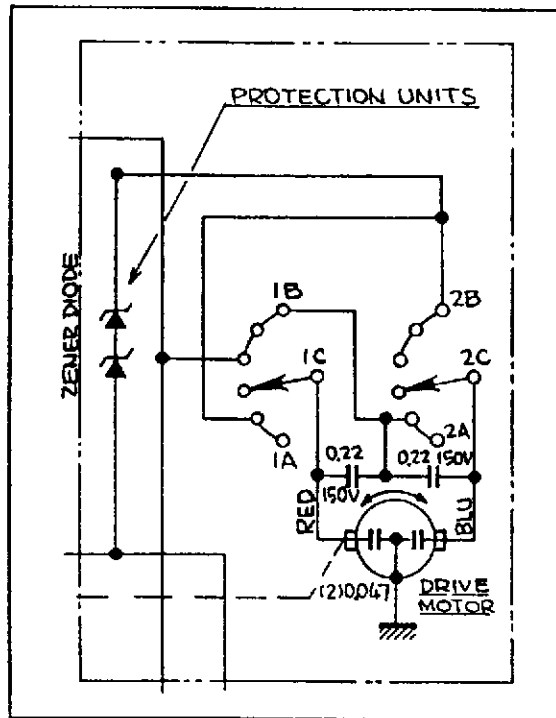 PROTECTION UNITS
ZENER DIODE
1B
2B
1C
2C
1A
2A
0.22
150V
0.22
150V
RED
BLU
(2)0,047
DRIVE
MOTOR